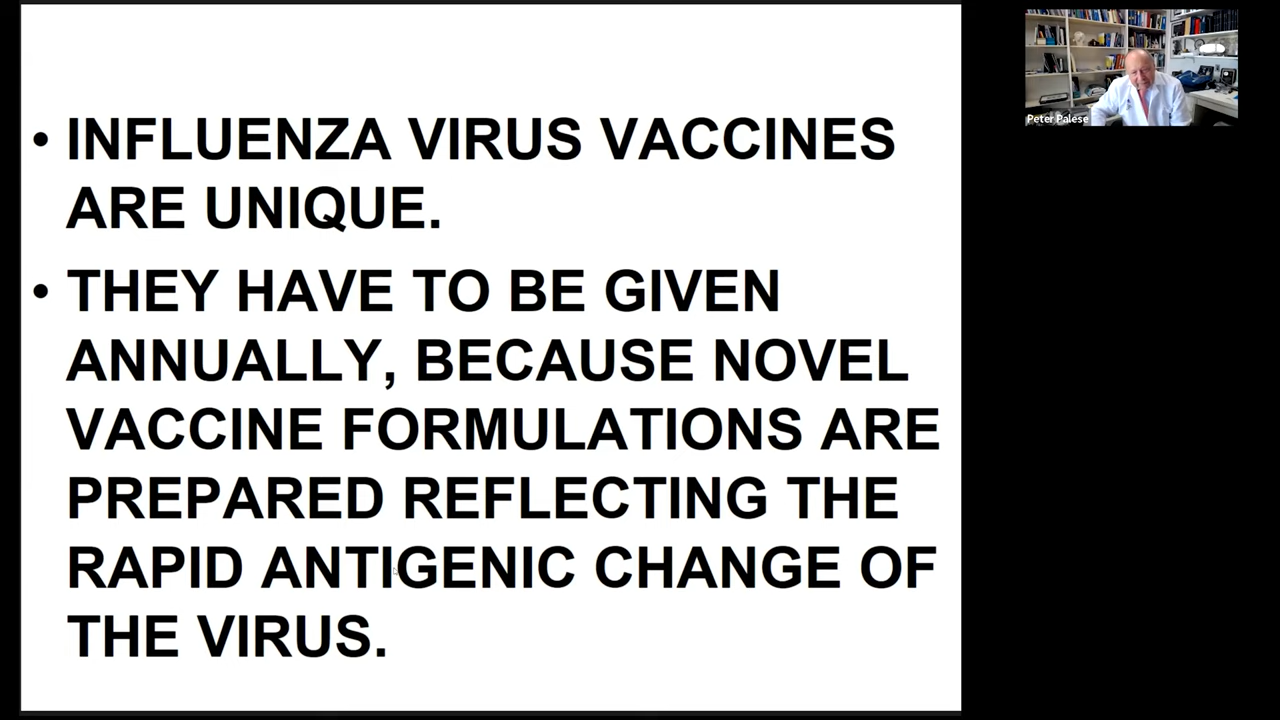 • INFLUENZA VIRUS VACCINES
ARE UNIQUE.
• THEY HAVE TO BE GIVEN
ANNUALLY, BECAUSE NOVEL
VACCINE FORMULATIONS ARE
PREPARED REFLECTING THE
RAPID ANTIGENIC CHANGE OF
THE VIRUS.
Peter Palese